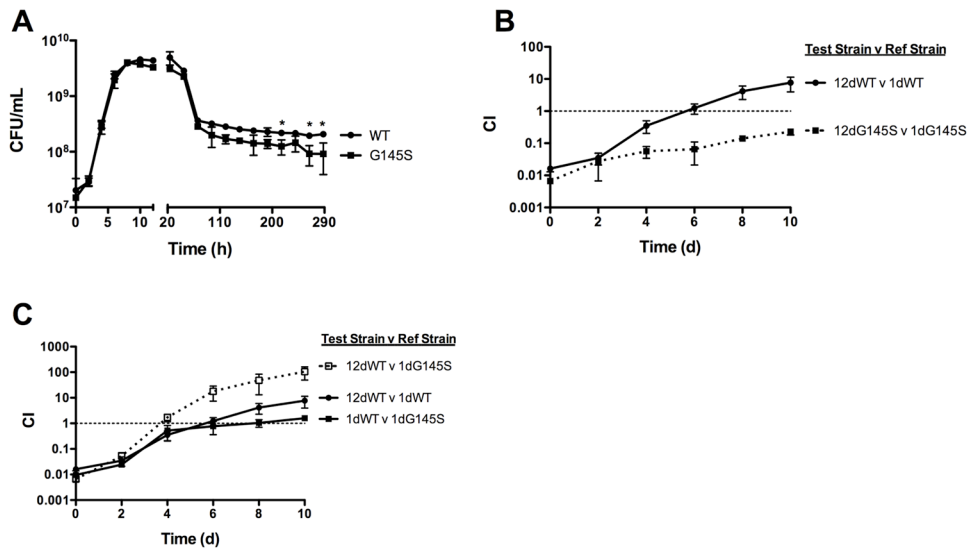 A
CFU/mL
10^10
10^9
10^8
10^7
* * *
WT
G145S
0 5 10 20 110 200 290
Time (h)
B
CI
100
10
1
0.1
0.01
0.001
Test Strain v Ref Strain
12dWT v 1dWT
12dG145S v 1dG145S
0 2 4 6 8 10
Time (d)
C
CI
1000
100
10
1
0.1
0.01
0.001
Test Strain v Ref Strain
12dWT v 1dG145S
12dWT v 1dWT
1dWT v 1dG145S
0 2 4 6 8 10
Time (d)